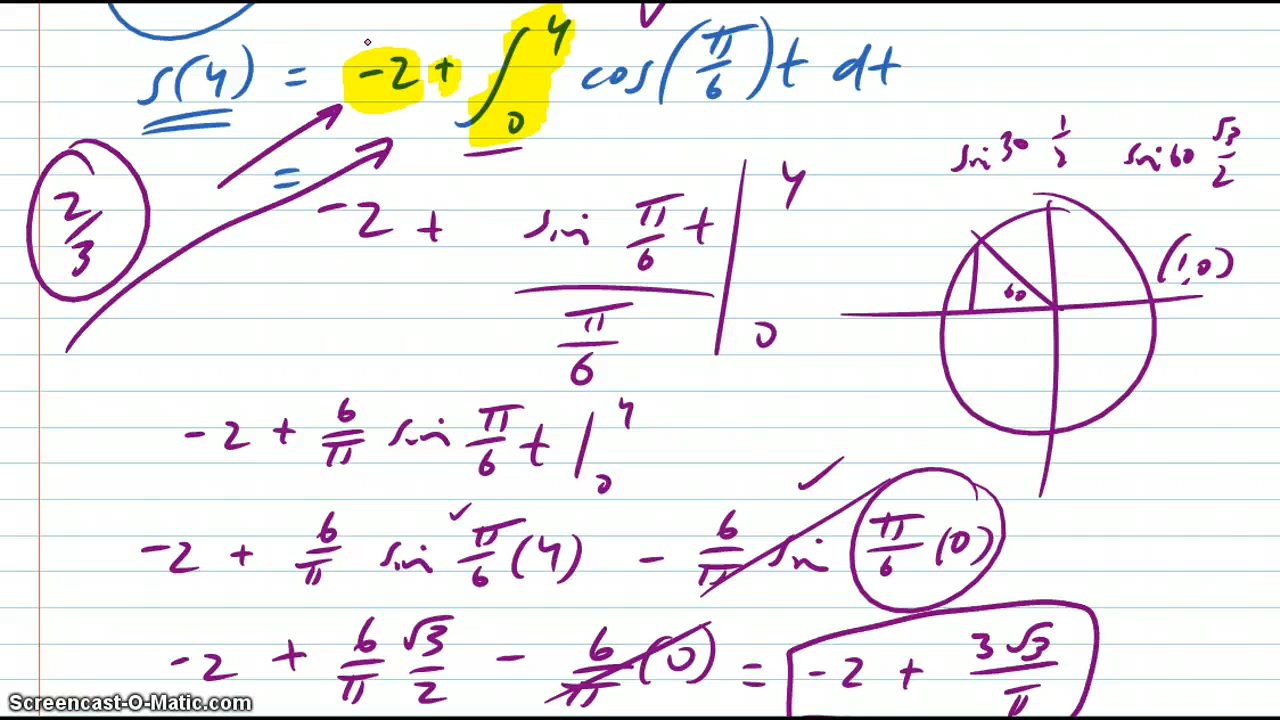 s(4) = -2 + ∫₀⁴ cos(π/6)t dt
sin 30 1/2 sin 60 √3/2
2/3
= -2 + sin π/6 t / π/6 |₀⁴
(1,0)
60
-2 + 6/π sin π/6 t |₀⁴
-2 + 6/π sin π/6 (4) - 6/π sin π/6 (0)
-2 + 6/π √3/2 - 6/π (0) = -2 + 3√3/π
Screencast-O-Matic.com